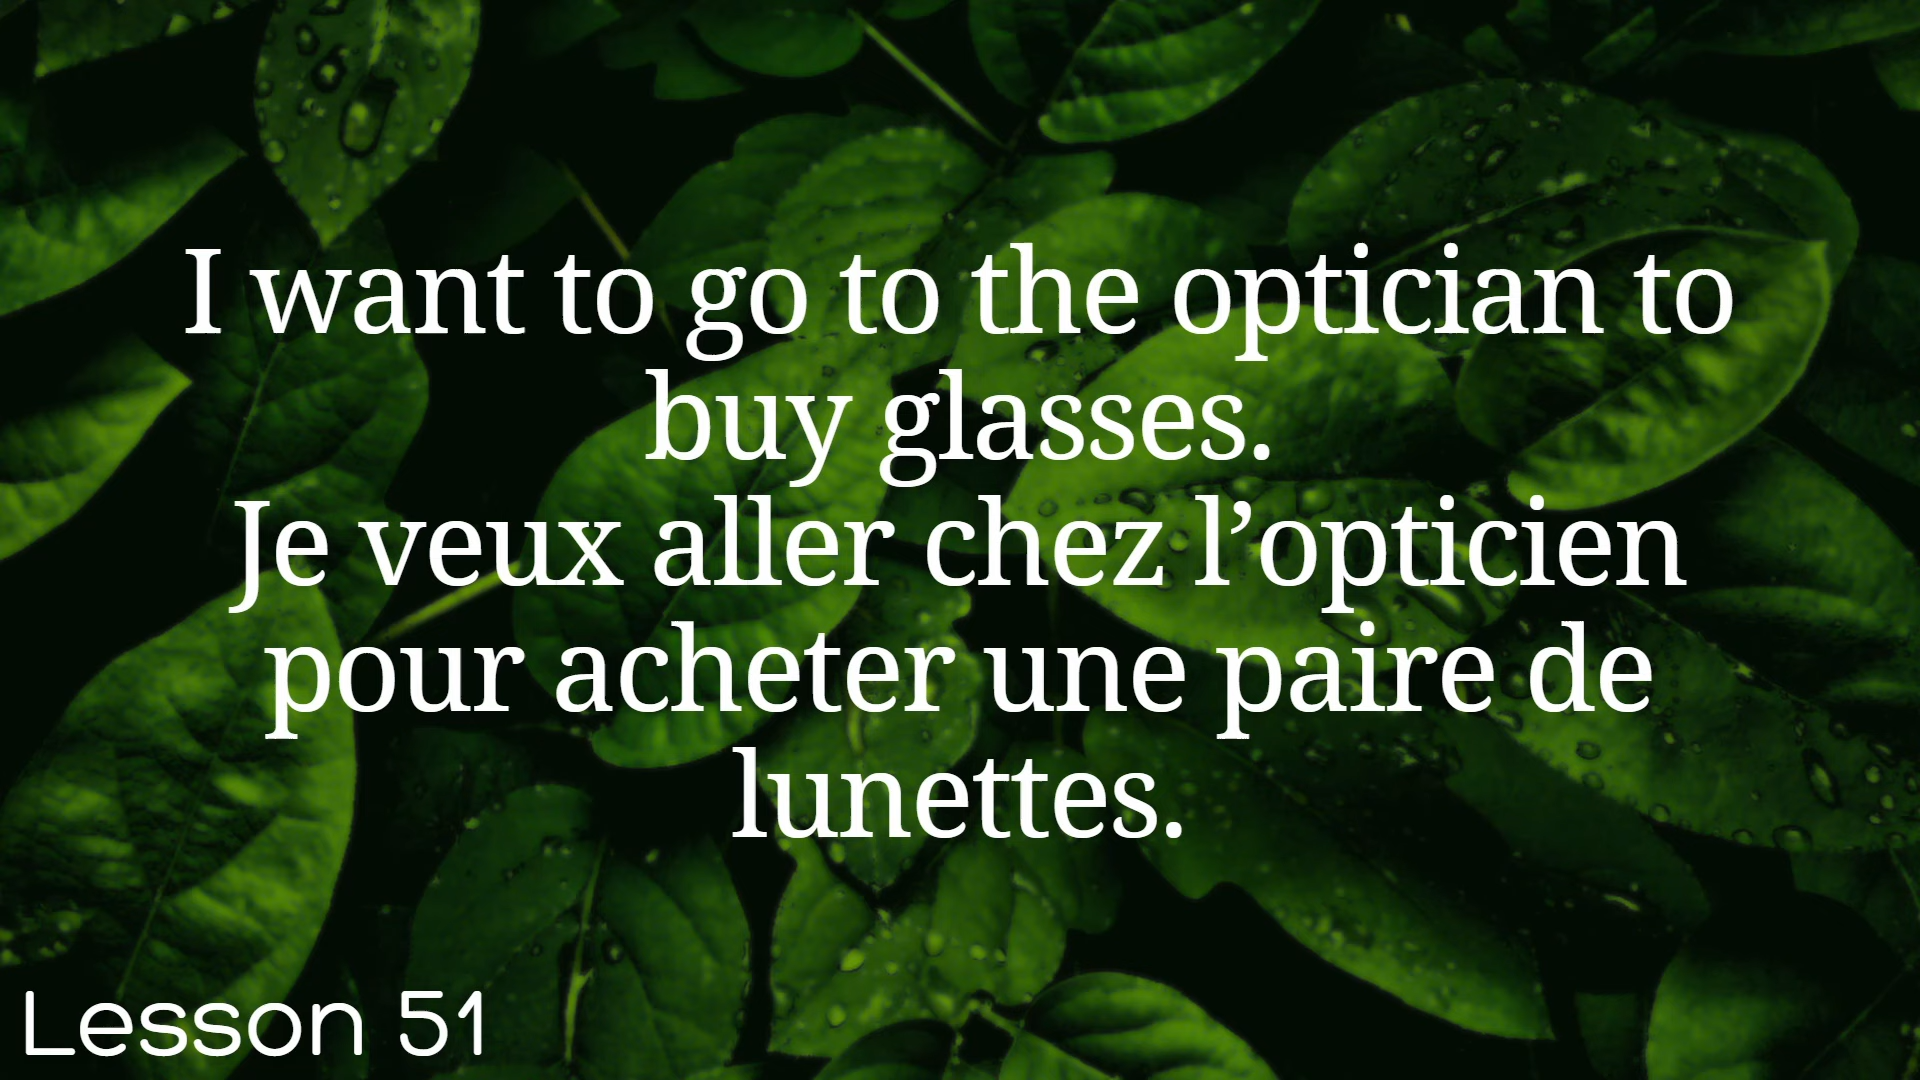 I want to go to the optician to
buy glasses.
Je veux aller chez l’opticien
pour acheter une paire de
lunettes.
Lesson 51